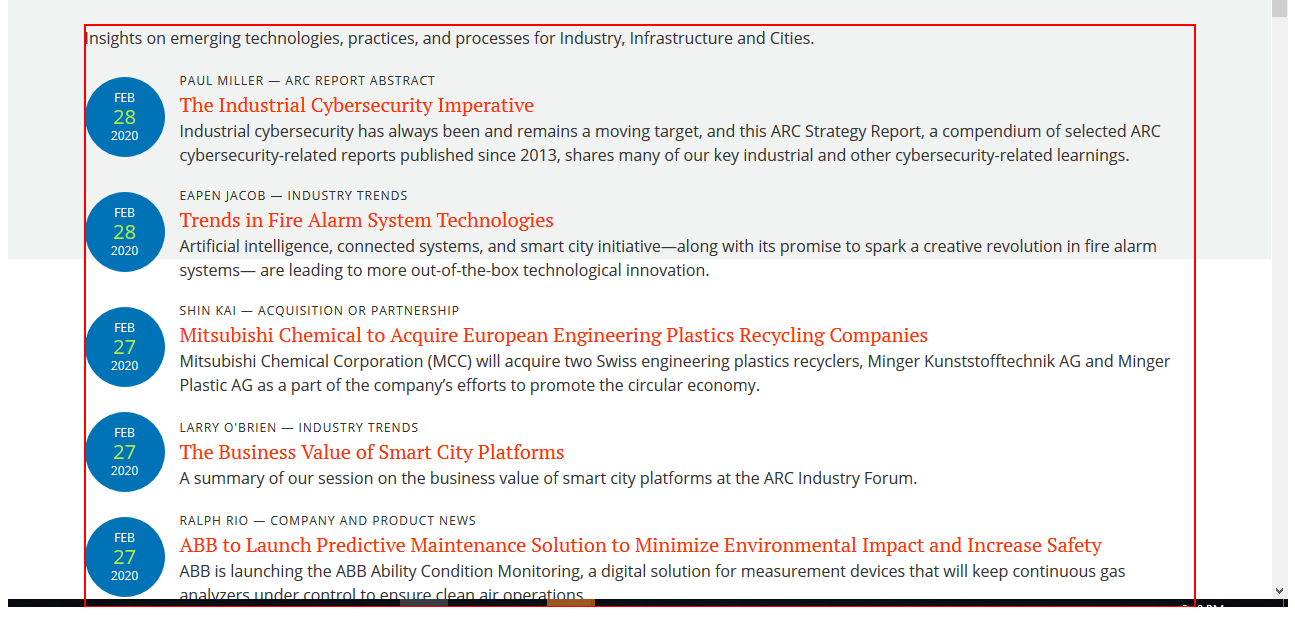 Insights on emerging technologies, practices, and processes for Industry, Infrastructure and Cities.
FEB
28
2020
PAUL MILLER — ARC REPORT ABSTRACT
The Industrial Cybersecurity Imperative
Industrial cybersecurity has always been and remains a moving target, and this ARC Strategy Report, a compendium of selected ARC
cybersecurity-related reports published since 2013, shares many of our key industrial and other cybersecurity-related learnings.
FEB
28
2020
EAPEN JACOB — INDUSTRY TRENDS
Trends in Fire Alarm System Technologies
Artificial intelligence, connected systems, and smart city initiative—along with its promise to spark a creative revolution in fire alarm
systems— are leading to more out-of-the-box technological innovation.
FEB
27
2020
SHIN KAI — ACQUISITION OR PARTNERSHIP
Mitsubishi Chemical to Acquire European Engineering Plastics Recycling Companies
Mitsubishi Chemical Corporation (MCC) will acquire two Swiss engineering plastics recyclers, Minger Kunststofftechnik AG and Minger
Plastic AG as a part of the company’s efforts to promote the circular economy.
FEB
27
2020
LARRY O'BRIEN — INDUSTRY TRENDS
The Business Value of Smart City Platforms
A summary of our session on the business value of smart city platforms at the ARC Industry Forum.
FEB
27
2020
RALPH RIO — COMPANY AND PRODUCT NEWS
ABB to Launch Predictive Maintenance Solution to Minimize Environmental Impact and Increase Safety
ABB is launching the ABB Ability Condition Monitoring, a digital solution for measurement devices that will keep continuous gas
analyzers under control to ensure clean air operations